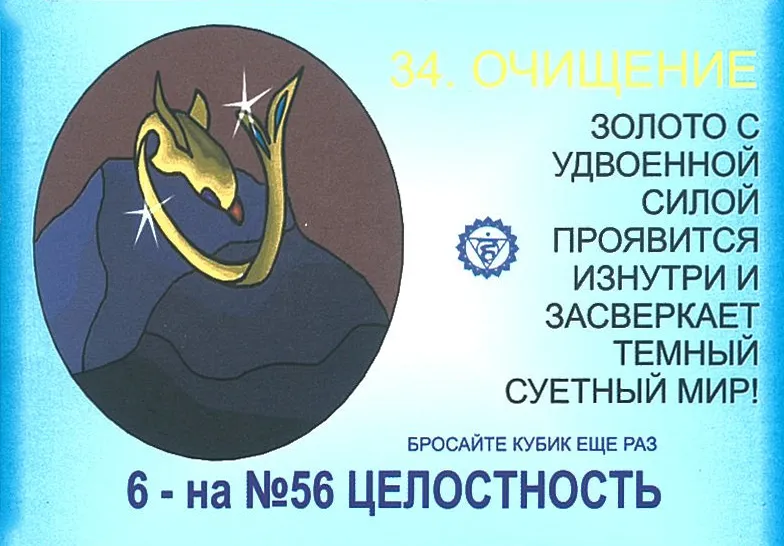 34. ОЧИЩЕНИЕ
ЗОЛОТО С
УДВОЕННОЙ
СИЛОЙ
ПРОЯВИТСЯ
ИЗНУТРИ И
ЗАСВЕРКАЕТ
ТЕМНЫЙ
СУЕТНЫЙ МИР!
БРОСАЙТЕ КУБИК ЕЩЕ РАЗ
6 - на №56 ЦЕЛОСТНОСТЬ